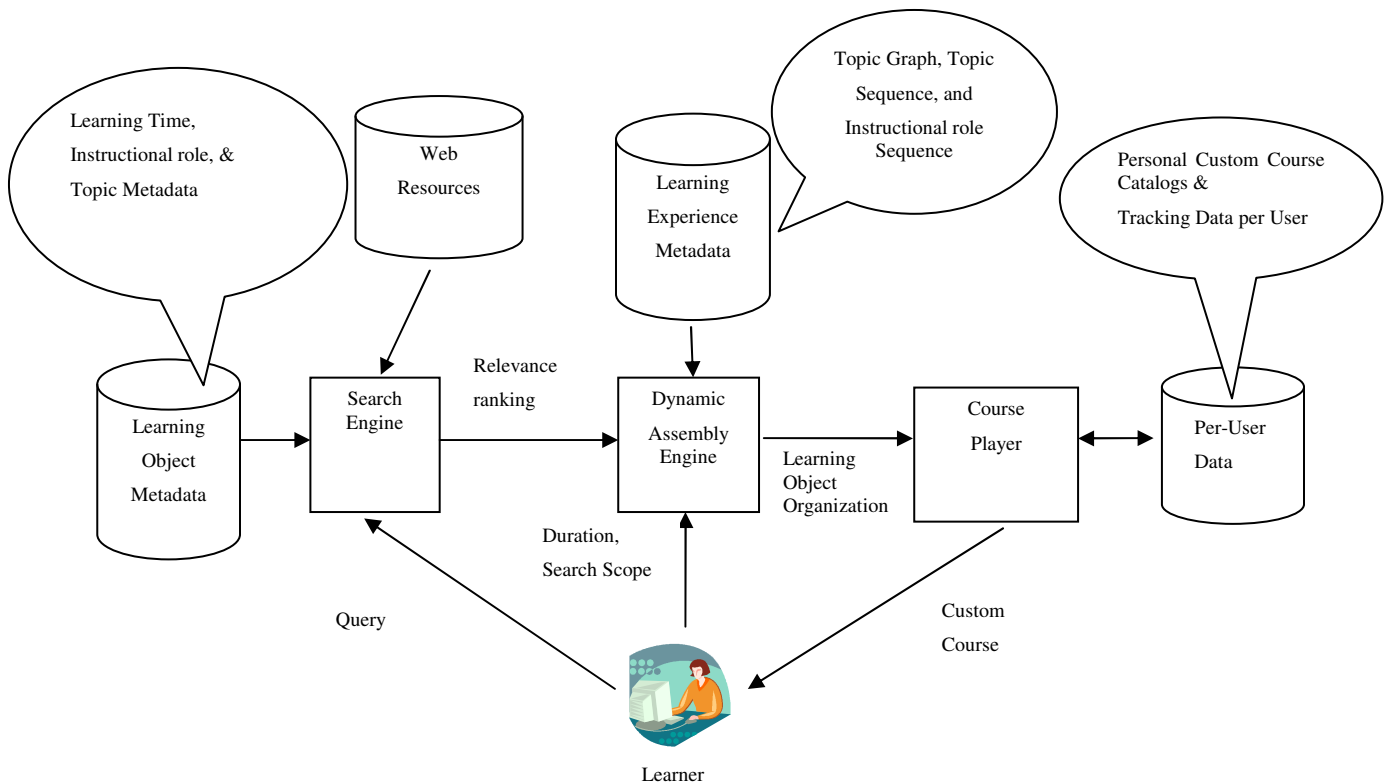 Learning Time,
Instructional role, &
Topic Metadata
Web
Resources
Topic Graph, Topic
Sequence, and
Instructional role
Sequence
Learning
Experience
Metadata
Personal Custom Course
Catalogs &
Tracking Data per User
Learning
Object
Metadata
Search
Engine
Relevance
ranking
Dynamic
Assembly
Engine
Learning
Object
Organization
Course
Player
Per-User
Data
Duration,
Search Scope
Query
Custom
Course
Learner